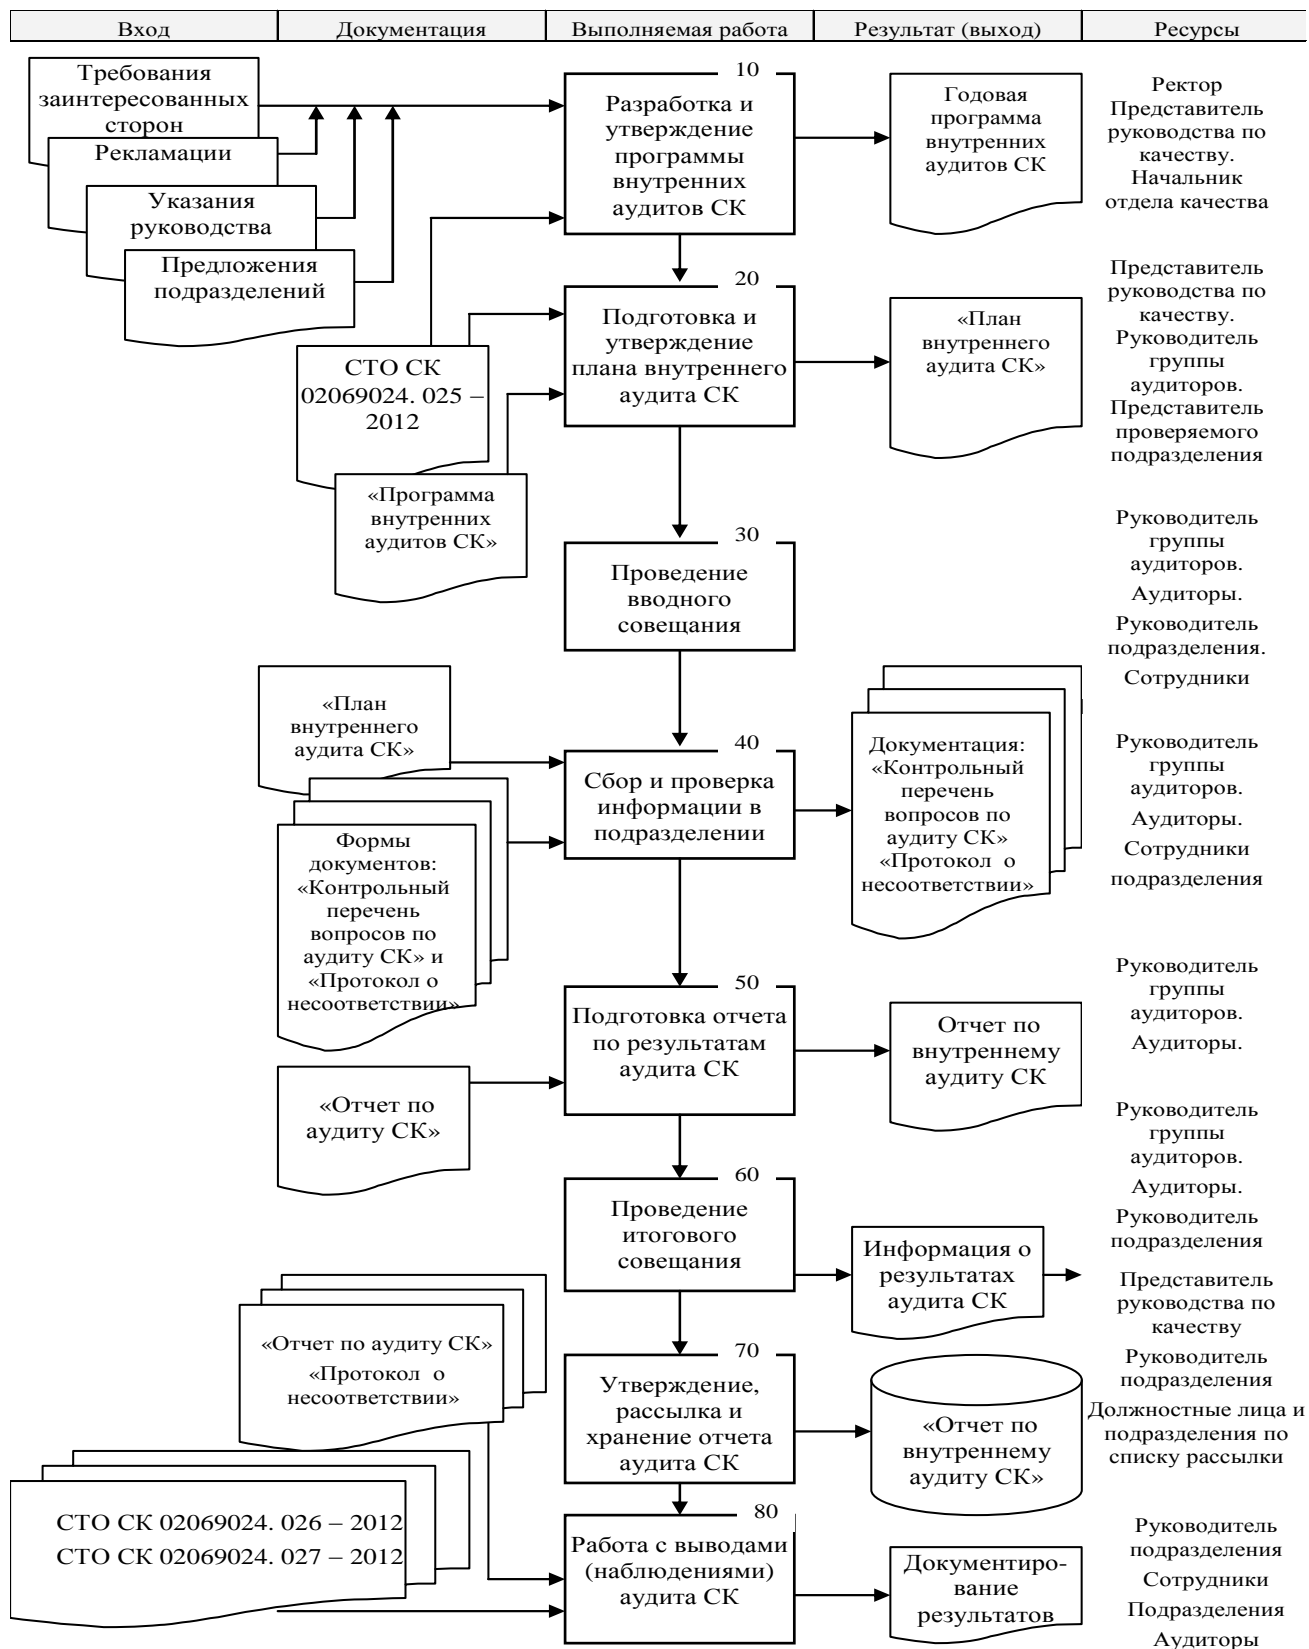 Вход
Документация
Выполняемая работа
Результат (выход)
Ресурсы
Требования
заинтересованных
сторон
Рекламации
Указания
руководства
Предложения
подразделений
СТО СК
02069024. 025 –
2012
«Программа
внутренних
аудитов СК»
10
Разработка и
утверждение
программы
внутренних
аудитов СК
Годовая
программа
внутренних
аудитов СК
Ректор
Представитель
руководства по
качеству.
Начальник
отдела качества
20
Подготовка и
утверждение
плана внутреннего
аудита СК
«План
внутреннего
аудита СК»
Представитель
руководства по
качеству.
Руководитель
группы
аудиторов.
Представитель
проверяемого
подразделения
30
Проведение
вводного
совещания
Руководитель
группы
аудиторов.
Аудиторы.
Руководитель
подразделения.
Сотрудники
«План
внутреннего
аудита СК»
Формы
документов:
«Контрольный
перечень
вопросов по
аудиту СК» и
«Протокол о
несоответствии»
40
Сбор и проверка
информации в
подразделении
Документация:
«Контрольный
перечень
вопросов по
аудиту СК»
«Протокол о
несоответствии»
Руководитель
группы
аудиторов.
Аудиторы.
Сотрудники
подразделения
«Отчет по
аудиту СК»
50
Подготовка отчета
по результатам
аудита СК
Отчет по
внутреннему
аудиту СК
Руководитель
группы
аудиторов.
Аудиторы.
60
Проведение
итогового
совещания
Информация о
результатах
аудита СК
Руководитель
группы
аудиторов.
Аудиторы.
Руководитель
подразделения
Представитель
руководства по
качеству
«Отчет по аудиту СК»
«Протокол о
несоответствии»
70
Утверждение,
рассылка и
хранение отчета
аудита СК
«Отчет по
внутреннему
аудиту СК»
Руководитель
подразделения
Должностные лица и
подразделения по
списку рассылки
СТО СК 02069024. 026 – 2012
СТО СК 02069024. 027 – 2012
80
Работа с выводами
(наблюдениями)
аудита СК
Документиро-
вание
результатов
Руководитель
подразделения
Сотрудники
Подразделения
Аудиторы